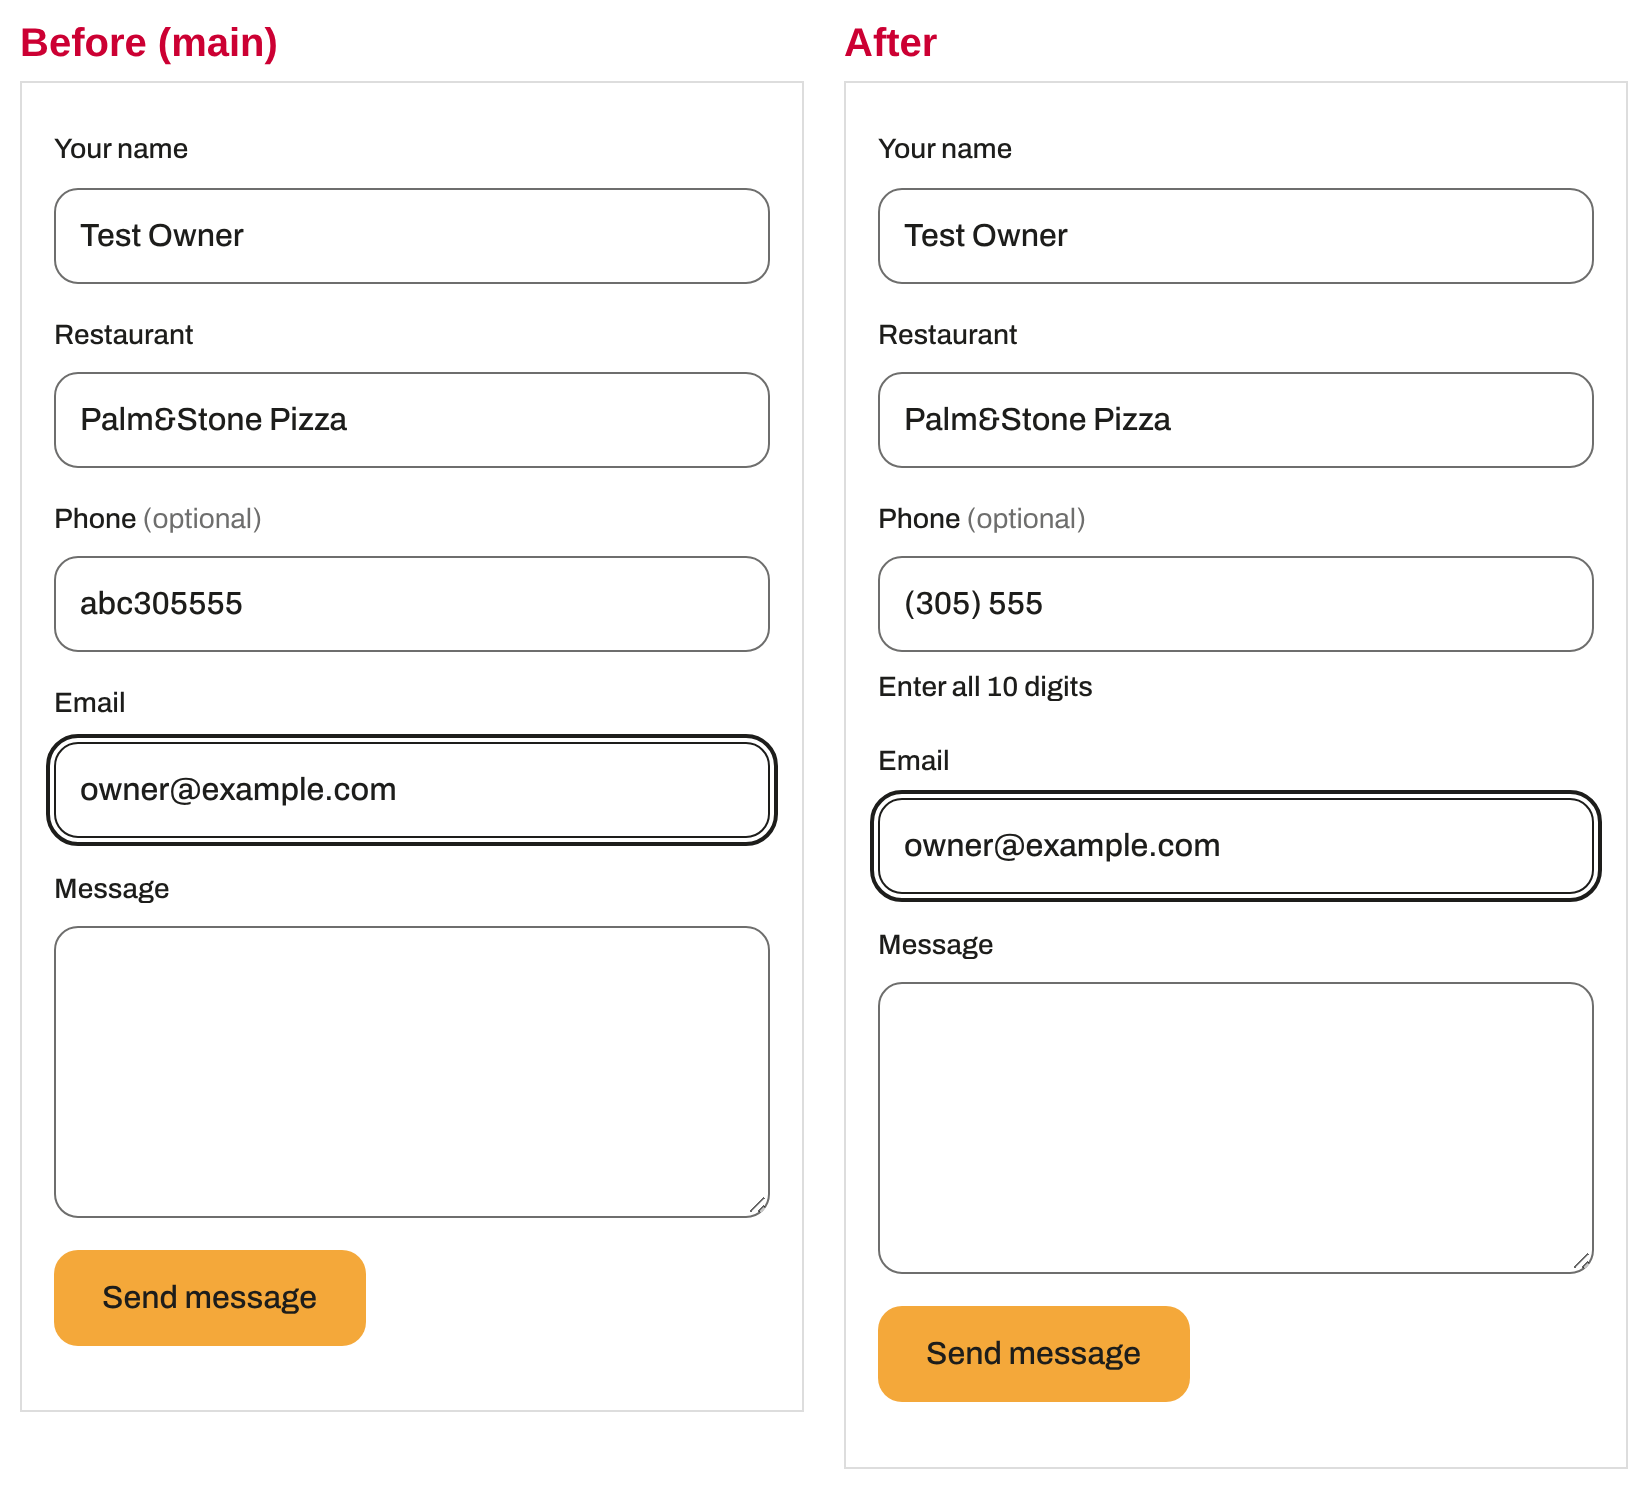 Before (main)
Your name
Test Owner
Restaurant
Palm&Stone Pizza
Phone (optional)
abc305555
Email
owner@example.com
Message
Send message
After
Your name
Test Owner
Restaurant
Palm&Stone Pizza
Phone (optional)
(305) 555
Enter all 10 digits
Email
owner@example.com
Message
Send message